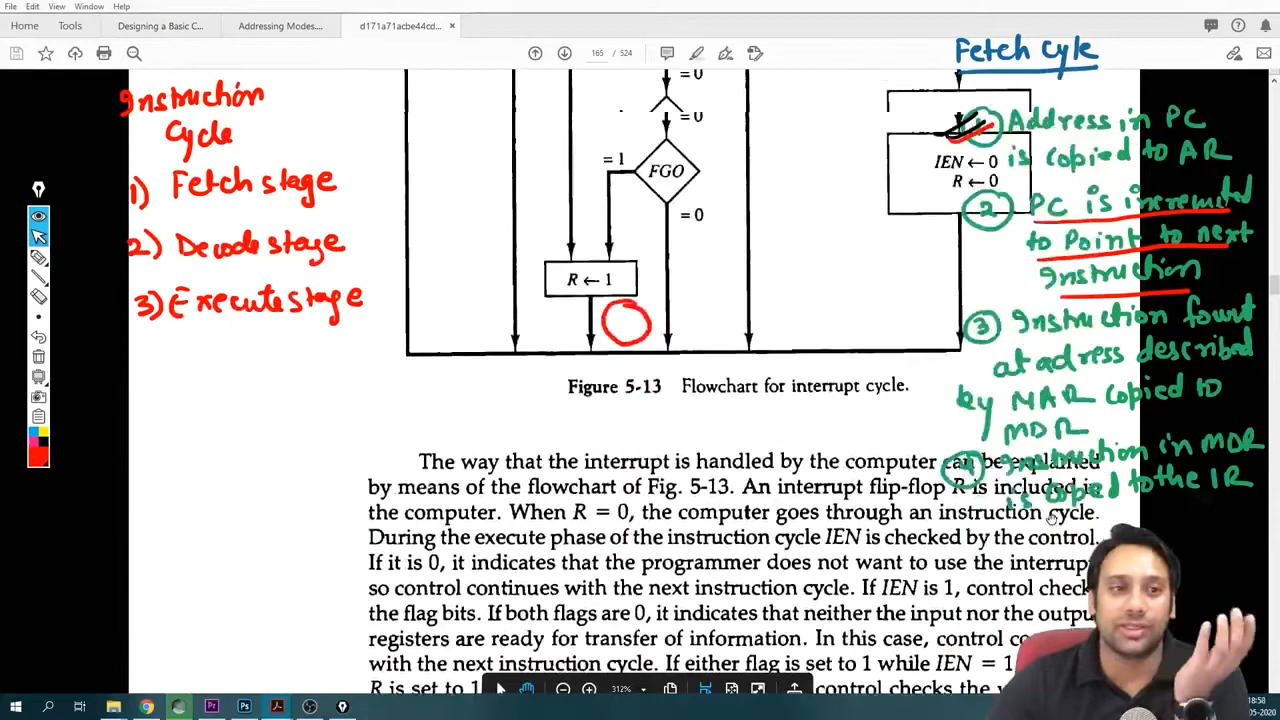 File Edit View Window Help
Home Tools Designing a Basic C... Addressing Modes... d171a71acbe44cd... ×
165 / 524
Fetch Cyle
Instruction
Cycle
1) Fetch stage
2) Decode stage
3) Execute stage
= 0
= 0
= 1
FGO
= 0
R ← 1
IEN ← 0
R ← 0
Address in PC
is copied to AR
2 PC is incremented
to Point to next
Instruction
3 Instruction found
at adress described
by MAR Copied to
MDR
4 Instruction in MDR
is copied to the IR
Figure 5-13 Flowchart for interrupt cycle.
The way that the interrupt is handled by the computer can be explained
by means of the flowchart of Fig. 5-13. An interrupt flip-flop R is included in
the computer. When R = 0, the computer goes through an instruction cycle.
During the execute phase of the instruction cycle IEN is checked by the control.
If it is 0, it indicates that the programmer does not want to use the interrup
so control continues with the next instruction cycle. If IEN is 1, control check
the flag bits. If both flags are 0, it indicates that neither the input nor the outpu
registers are ready for transfer of information. In this case, control co
with the next instruction cycle. If either flag is set to 1 while IEN = 1,
R is set to 1 control checks the
312%
18:58
05-2020